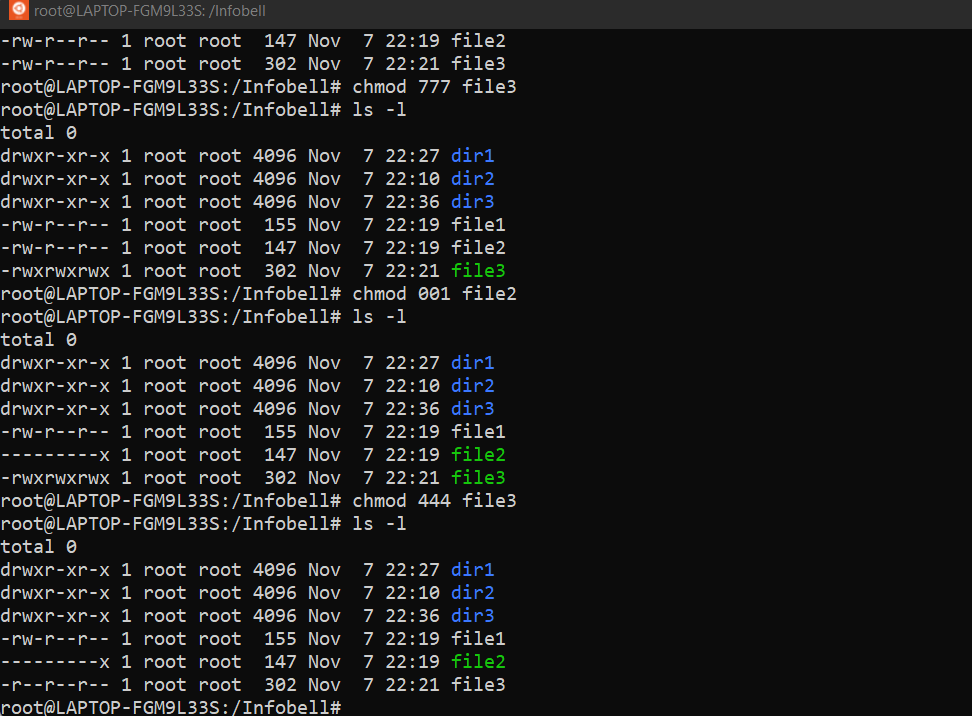 root@LAPTOP-FGM9L33S: /Infobell
-rw-r--r-- 1 root root  147 Nov  7 22:19 file2
-rw-r--r-- 1 root root  302 Nov  7 22:21 file3
root@LAPTOP-FGM9L33S:/Infobell# chmod 777 file3
root@LAPTOP-FGM9L33S:/Infobell# ls -l
total 0
drwxr-xr-x 1 root root 4096 Nov  7 22:27 dir1
drwxr-xr-x 1 root root 4096 Nov  7 22:10 dir2
drwxr-xr-x 1 root root 4096 Nov  7 22:36 dir3
-rw-r--r-- 1 root root  155 Nov  7 22:19 file1
-rw-r--r-- 1 root root  147 Nov  7 22:19 file2
-rwxrwxrwx 1 root root  302 Nov  7 22:21 file3
root@LAPTOP-FGM9L33S:/Infobell# chmod 001 file2
root@LAPTOP-FGM9L33S:/Infobell# ls -l
total 0
drwxr-xr-x 1 root root 4096 Nov  7 22:27 dir1
drwxr-xr-x 1 root root 4096 Nov  7 22:10 dir2
drwxr-xr-x 1 root root 4096 Nov  7 22:36 dir3
-rw-r--r-- 1 root root  155 Nov  7 22:19 file1
---------x 1 root root  147 Nov  7 22:19 file2
-rwxrwxrwx 1 root root  302 Nov  7 22:21 file3
root@LAPTOP-FGM9L33S:/Infobell# chmod 444 file3
root@LAPTOP-FGM9L33S:/Infobell# ls -l
total 0
drwxr-xr-x 1 root root 4096 Nov  7 22:27 dir1
drwxr-xr-x 1 root root 4096 Nov  7 22:10 dir2
drwxr-xr-x 1 root root 4096 Nov  7 22:36 dir3
-rw-r--r-- 1 root root  155 Nov  7 22:19 file1
---------x 1 root root  147 Nov  7 22:19 file2
-r--r--r-- 1 root root  302 Nov  7 22:21 file3
root@LAPTOP-FGM9L33S:/Infobell#